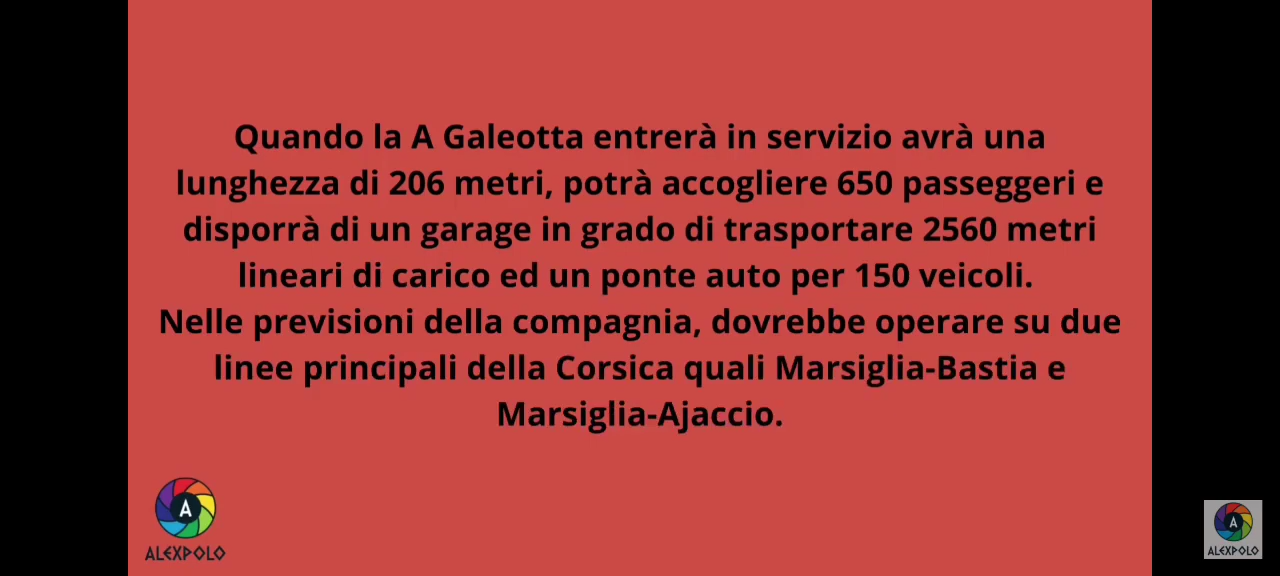 Quando la A Galeotta entrerà in servizio avrà una
lunghezza di 206 metri, potrà accogliere 650 passeggeri e
disporrà di un garage in grado di trasportare 2560 metri
lineari di carico ed un ponte auto per 150 veicoli.
Nelle previsioni della compagnia, dovrebbe operare su due
linee principali della Corsica quali Marsiglia-Bastia e
Marsiglia-Ajaccio.
A
ALEXPOLO
A
ALEXPOLO